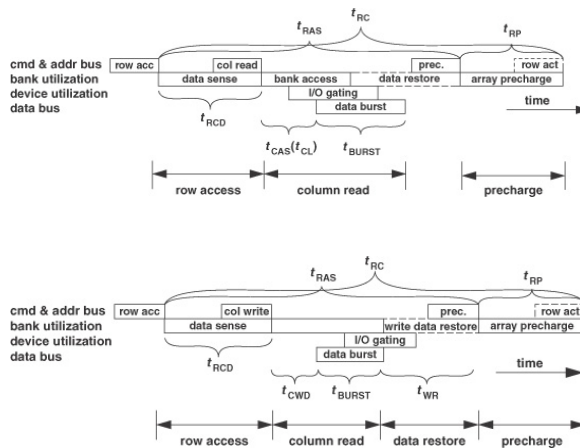 tRC
tRAS
tRP
cmd & addr bus row acc col read prec. row act
bank utilization data sense bank access data restore array precharge
device utilization I/O gating
data bus data burst
time
tRCD
tCAS(tCL) tBURST
row access column read precharge
tRC
tRAS
tRP
cmd & addr bus row acc col write prec. row act
bank utilization data sense write data restore array precharge
device utilization I/O gating
data bus data burst
time
tRCD
tCWD tBURST tWR
row access column read data restore precharge